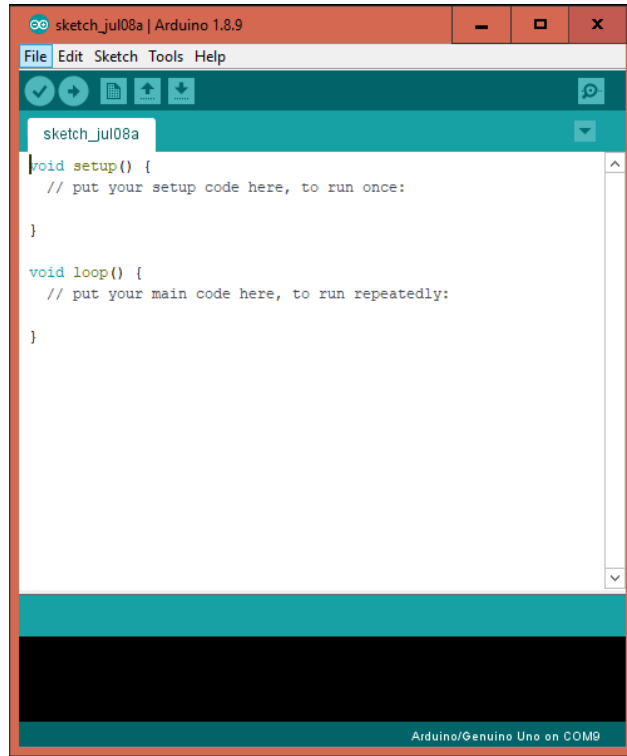 sketch_jul08a | Arduino 1.8.9
File Edit Sketch Tools Help
sketch_jul08a
void setup() {
  // put your setup code here, to run once:
}
void loop() {
  // put your main code here, to run repeatedly:
}
Arduino/Genuino Uno on COM9